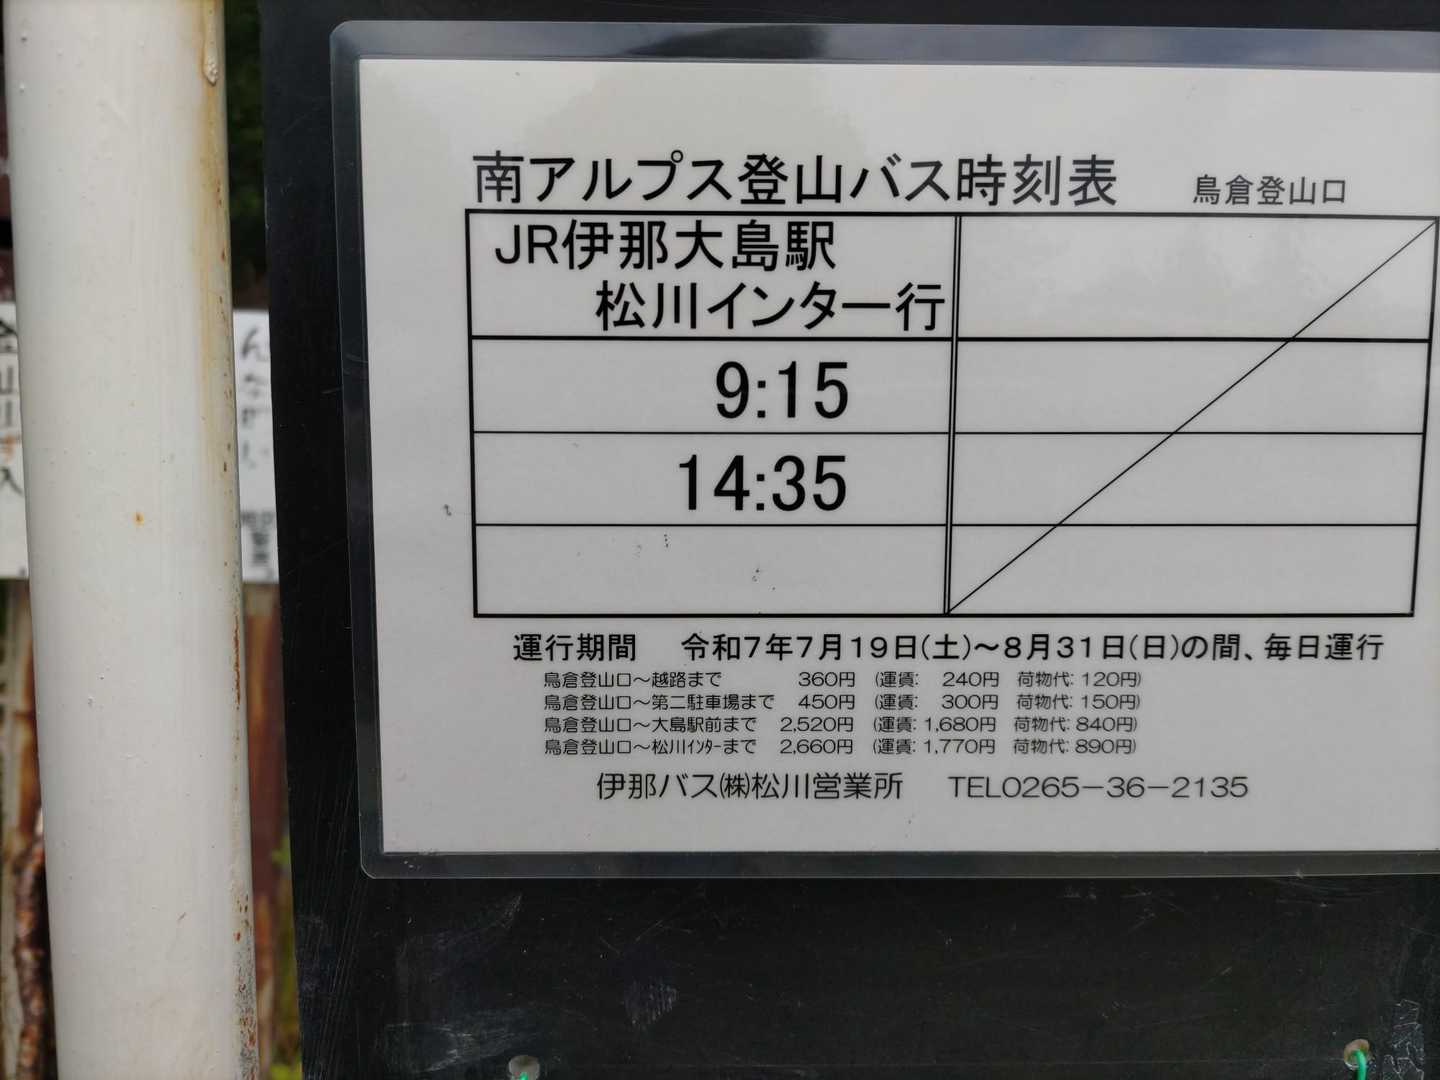 南アルプス登山バス時刻表 鳥倉登山口
JR伊那大島駅
松川インター行
9:15
14:35
運行期間 令和7年7月19日(土)～8月31日(日)の間、毎日運行
鳥倉登山口～越路まで 360円 (運賃: 240円 荷物代: 120円)
鳥倉登山口～第二駐車場まで 450円 (運賃: 300円 荷物代: 150円)
鳥倉登山口～大島駅前まで 2,520円 (運賃: 1,680円 荷物代: 840円)
鳥倉登山口～松川ｲﾝﾀｰまで 2,660円 (運賃: 1,770円 荷物代: 890円)
伊那バス㈱松川営業所 TEL0265-36-2135